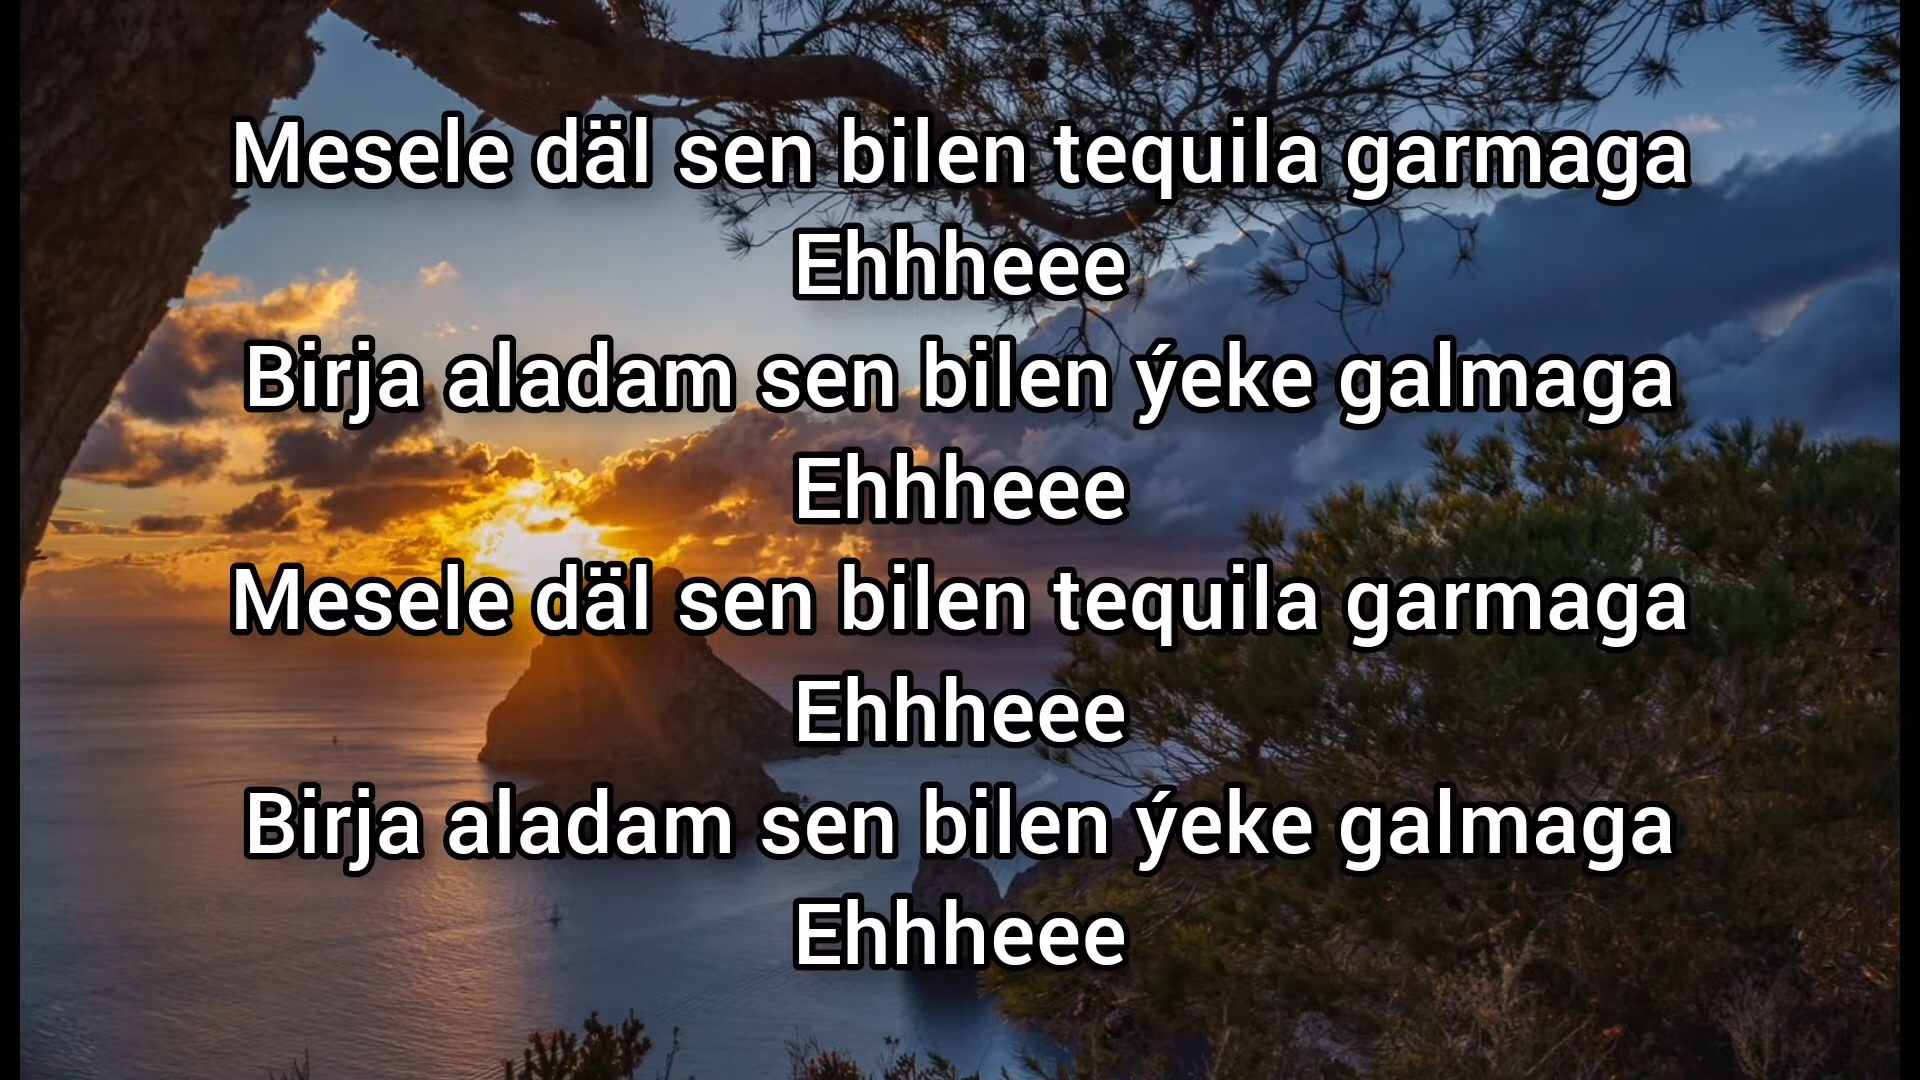 Mesele däl sen bilen tequila garmaga
Ehhheee
Birja aladam sen bilen ýeke galmaga
Ehhheee
Mesele däl sen bilen tequila garmaga
Ehhheee
Birja aladam sen bilen ýeke galmaga
Ehhheee